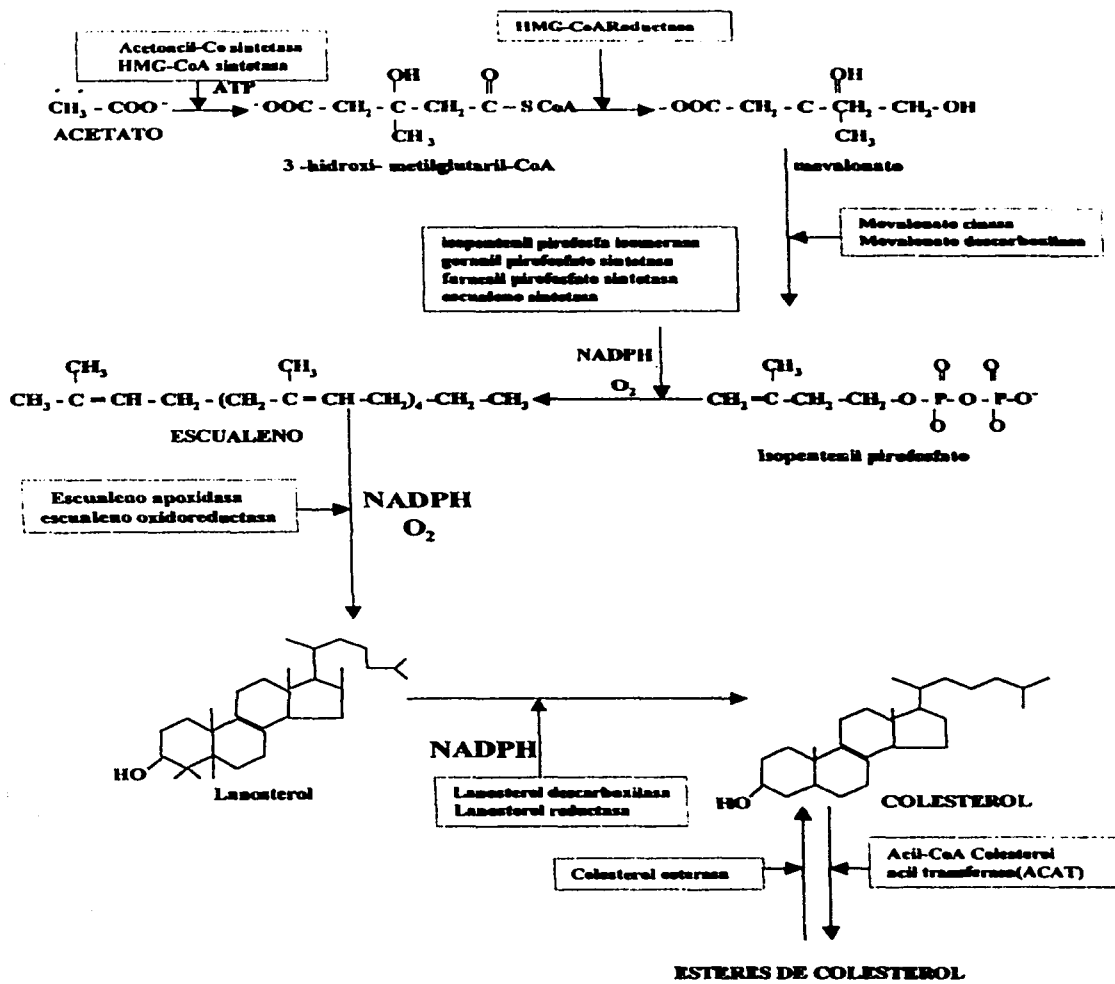 Acetoacil-Co sintetasa
HMG-CoA sintetasa
HMG-CoAReductasa
ATP
CH₃ - COO⁻
ACETATO
⁻OOC - CH₂ - C - CH₂ - C - S CoA
OH
O
CH₃
3 -hidroxi- metilglutaril-CoA
-OOC - CH₂ - C - CH₂ - CH₂-OH
OH
CH₃
mevalonato
Mevalonato cinasa
Mevalonato descarboxilasa
isopentenil pirofosfa isomerasa
geranil pirofosfato sintetasa
farnecil pirofosfato sintetasa
escualeno sintetasa
NADPH
O₂
CH₃
CH₃
CH₃ - C = CH - CH₂ - (CH₂ - C = CH - CH₂)₄ - CH₂ - CH₃
ESCUALENO
CH₃
O
O
CH₂ = C - CH₂ - CH₂ - O - P - O - P - O⁻
O
O
Isopentenil pirofosfato
Escualeno apoxidasa
escualeno oxidoreductasa
NADPH
O₂
HO
Lanosterol
NADPH
Lanosterol descarboxilasa
Lanosterol reductasa
HO
COLESTEROL
Colesterol esterasa
Acil-CoA Colesterol
acil transferasa(ACAT)
ESTERES DE COLESTEROL